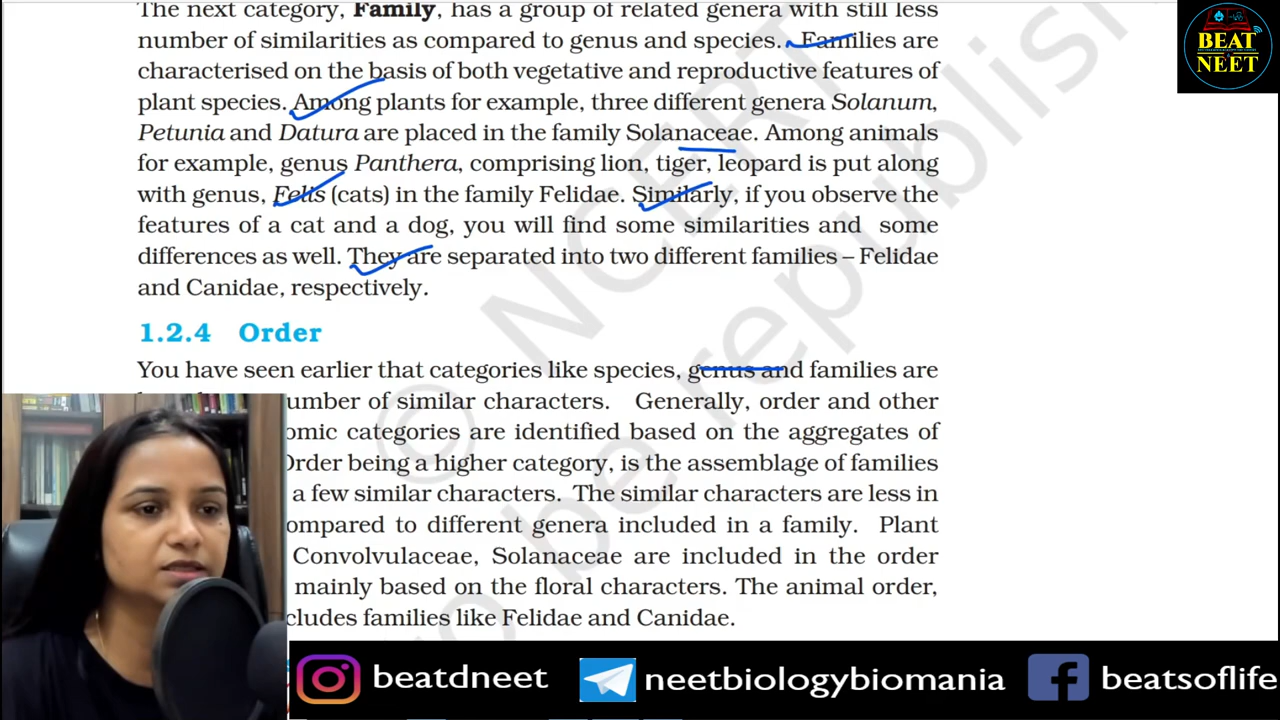 The next category, Family, has a group of related genera with still less
number of similarities as compared to genus and species. Families are
characterised on the basis of both vegetative and reproductive features of
plant species. Among plants for example, three different genera Solanum,
Petunia and Datura are placed in the family Solanaceae. Among animals
for example, genus Panthera, comprising lion, tiger, leopard is put along
with genus, Felis (cats) in the family Felidae. Similarly, if you observe the
features of a cat and a dog, you will find some similarities and some
differences as well. They are separated into two different families – Felidae
and Canidae, respectively.
1.2.4 Order
You have seen earlier that categories like species, genus and families are
number of similar characters. Generally, order and other
categories are identified based on the aggregates of
Order being a higher category, is the assemblage of families
a few similar characters. The similar characters are less in
compared to different genera included in a family. Plant
Convolvulaceae, Solanaceae are included in the order
mainly based on the floral characters. The animal order,
families like Felidae and Canidae.
© NCERT
to be republis
BEAT
NEET
beatdneet
neetbiologybiomania
beatsoflife